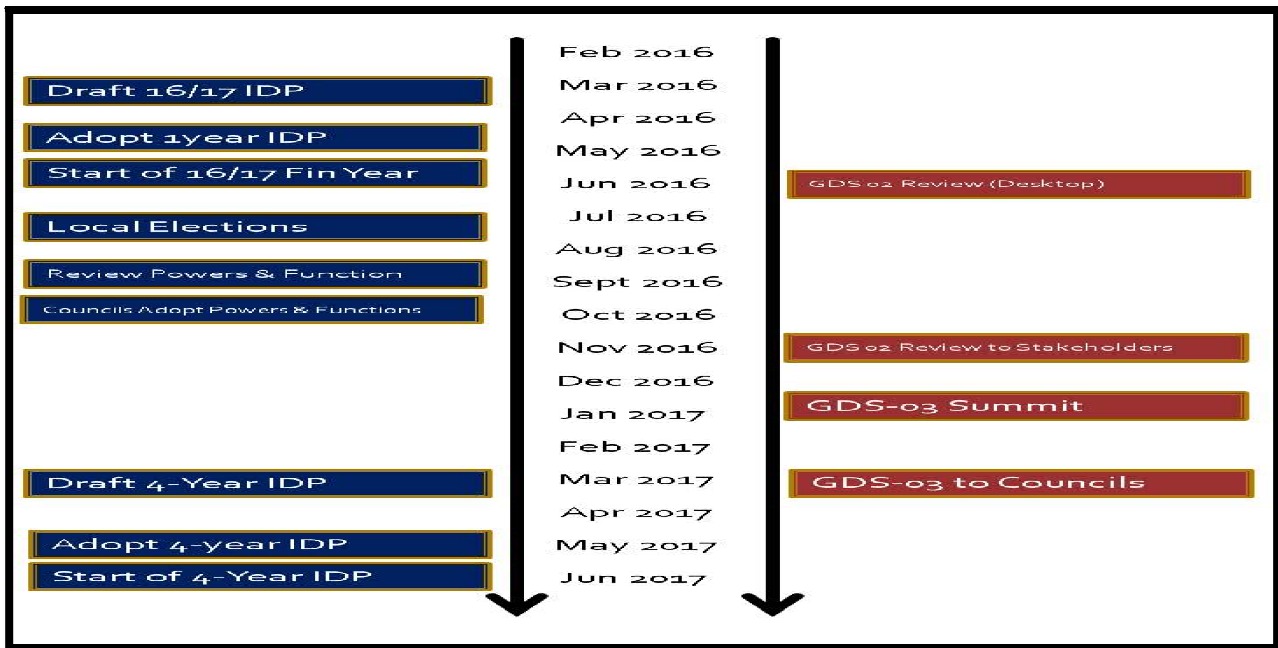 Feb 2016
Draft 16/17 IDP
Mar 2016
Apr 2016
Adopt 1year IDP
May 2016
Start of 16/17 Fin Year
Jun 2016
GDS 02 Review (Desktop)
Jul 2016
Local Elections
Aug 2016
Review Powers & Function
Sept 2016
Councils Adopt Powers & Functions
Oct 2016
Nov 2016
GDS 02 Review to Stakeholders
Dec 2016
Jan 2017
GDS-03 Summit
Feb 2017
Draft 4-Year IDP
Mar 2017
GDS-03 to Councils
Apr 2017
Adopt 4-year IDP
May 2017
Start of 4-Year IDP
Jun 2017